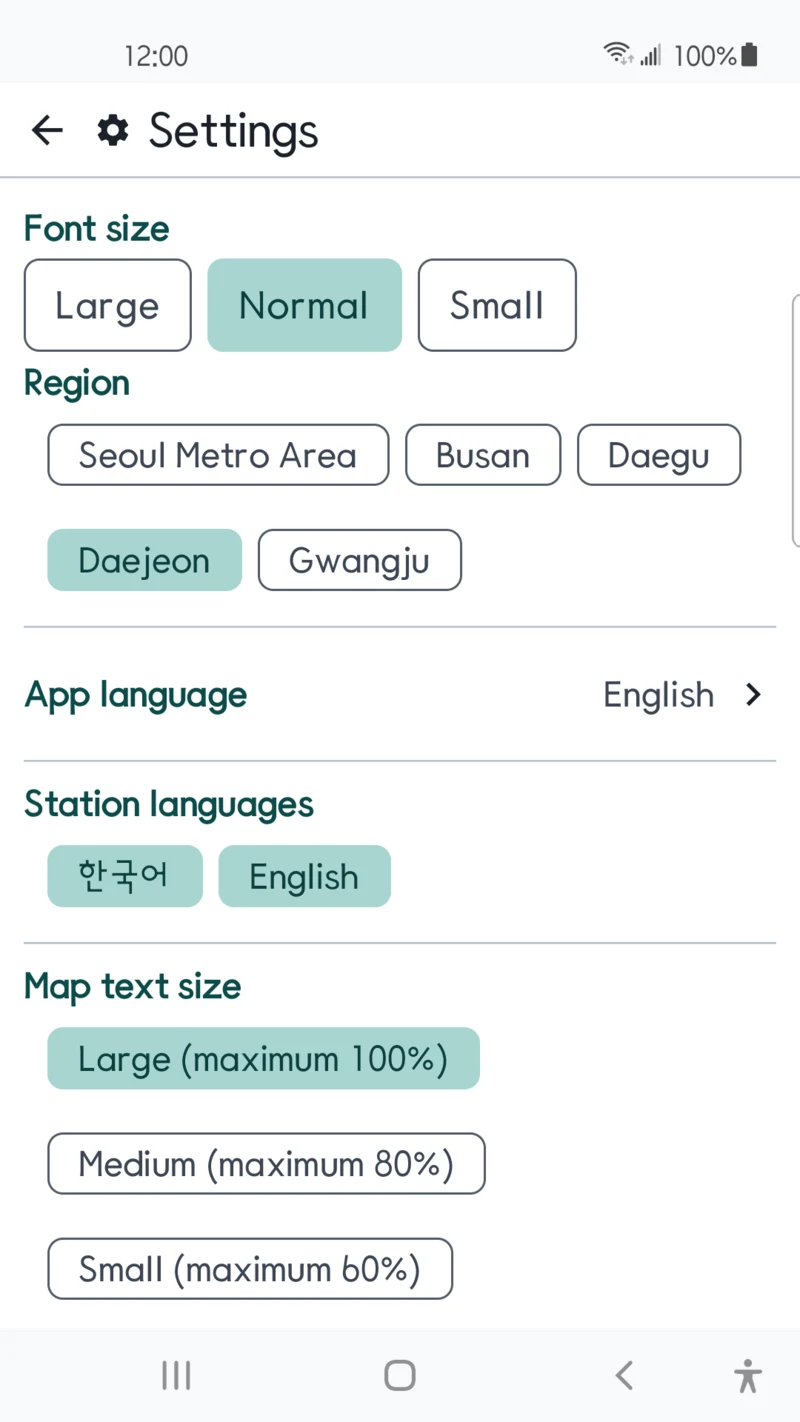 12:00 100%
Settings
Font size
Large Normal Small
Region
Seoul Metro Area Busan Daegu
Daejeon Gwangju
App language English
Station languages
한국어 English
Map text size
Large (maximum 100%)
Medium (maximum 80%)
Small (maximum 60%)